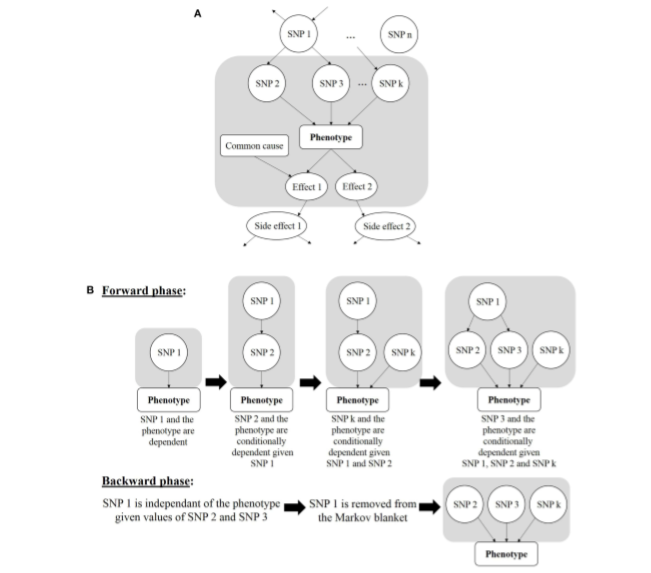 A
SNP 1
...
SNP n
SNP 2
SNP 3
...
SNP k
Phenotype
Common cause
Effect 1
Effect 2
Side effect 1
Side effect 2
B Forward phase:
SNP 1
Phenotype
SNP 1 and the
phenotype are
dependent
SNP 1
SNP 2
Phenotype
SNP 2 and the
phenotype are
conditionally
dependent given
SNP 1
SNP 1
SNP 2
SNP k
Phenotype
SNP k and the
phenotype are
conditionally
dependent given
SNP 1 and SNP 2
SNP 1
SNP 2
SNP 3
SNP k
Phenotype
SNP 3 and the
phenotype are
conditionally
dependent given
SNP 1, SNP 2 and SNP k
Backward phase:
SNP 1 is independant of the phenotype
given values of SNP 2 and SNP 3
SNP 1 is removed from
the Markov blanket
SNP 2
SNP 3
SNP k
Phenotype